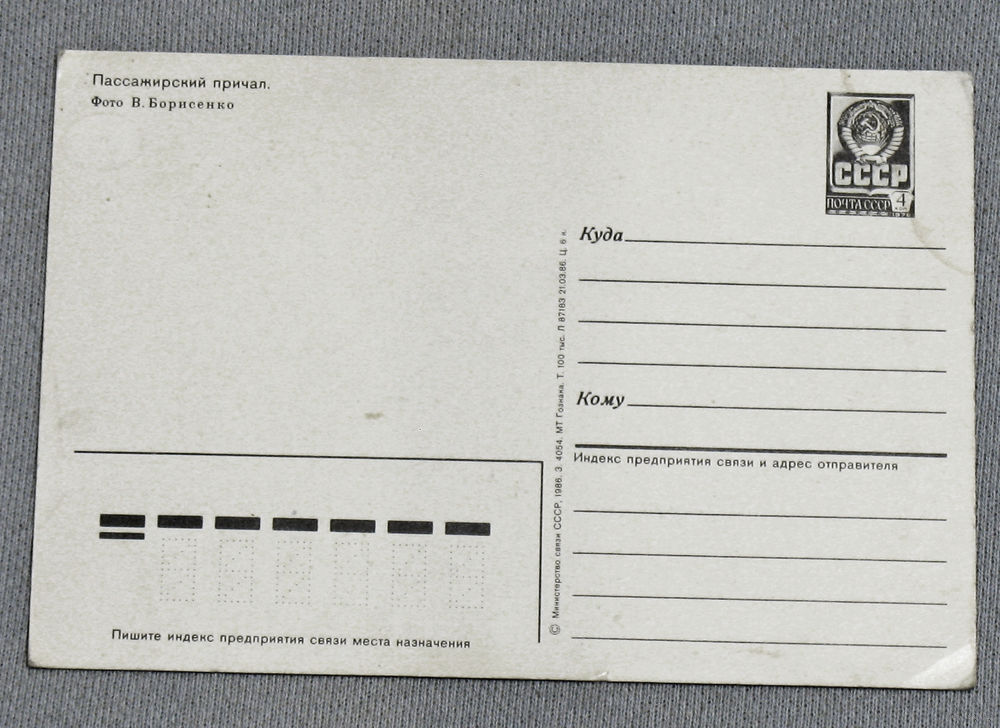 Пассажирский причал.
Фото В. Борисенко
СССР
ПОЧТА СССР 4
1976
Куда
Кому
Индекс предприятия связи и адрес отправителя
© Министерство связи СССР, 1986. З. 4054. МТ Гознака. Т. 100 тыс. Л 87183 21.03.86. Ц. 6 к.
Пишите индекс предприятия связи места назначения